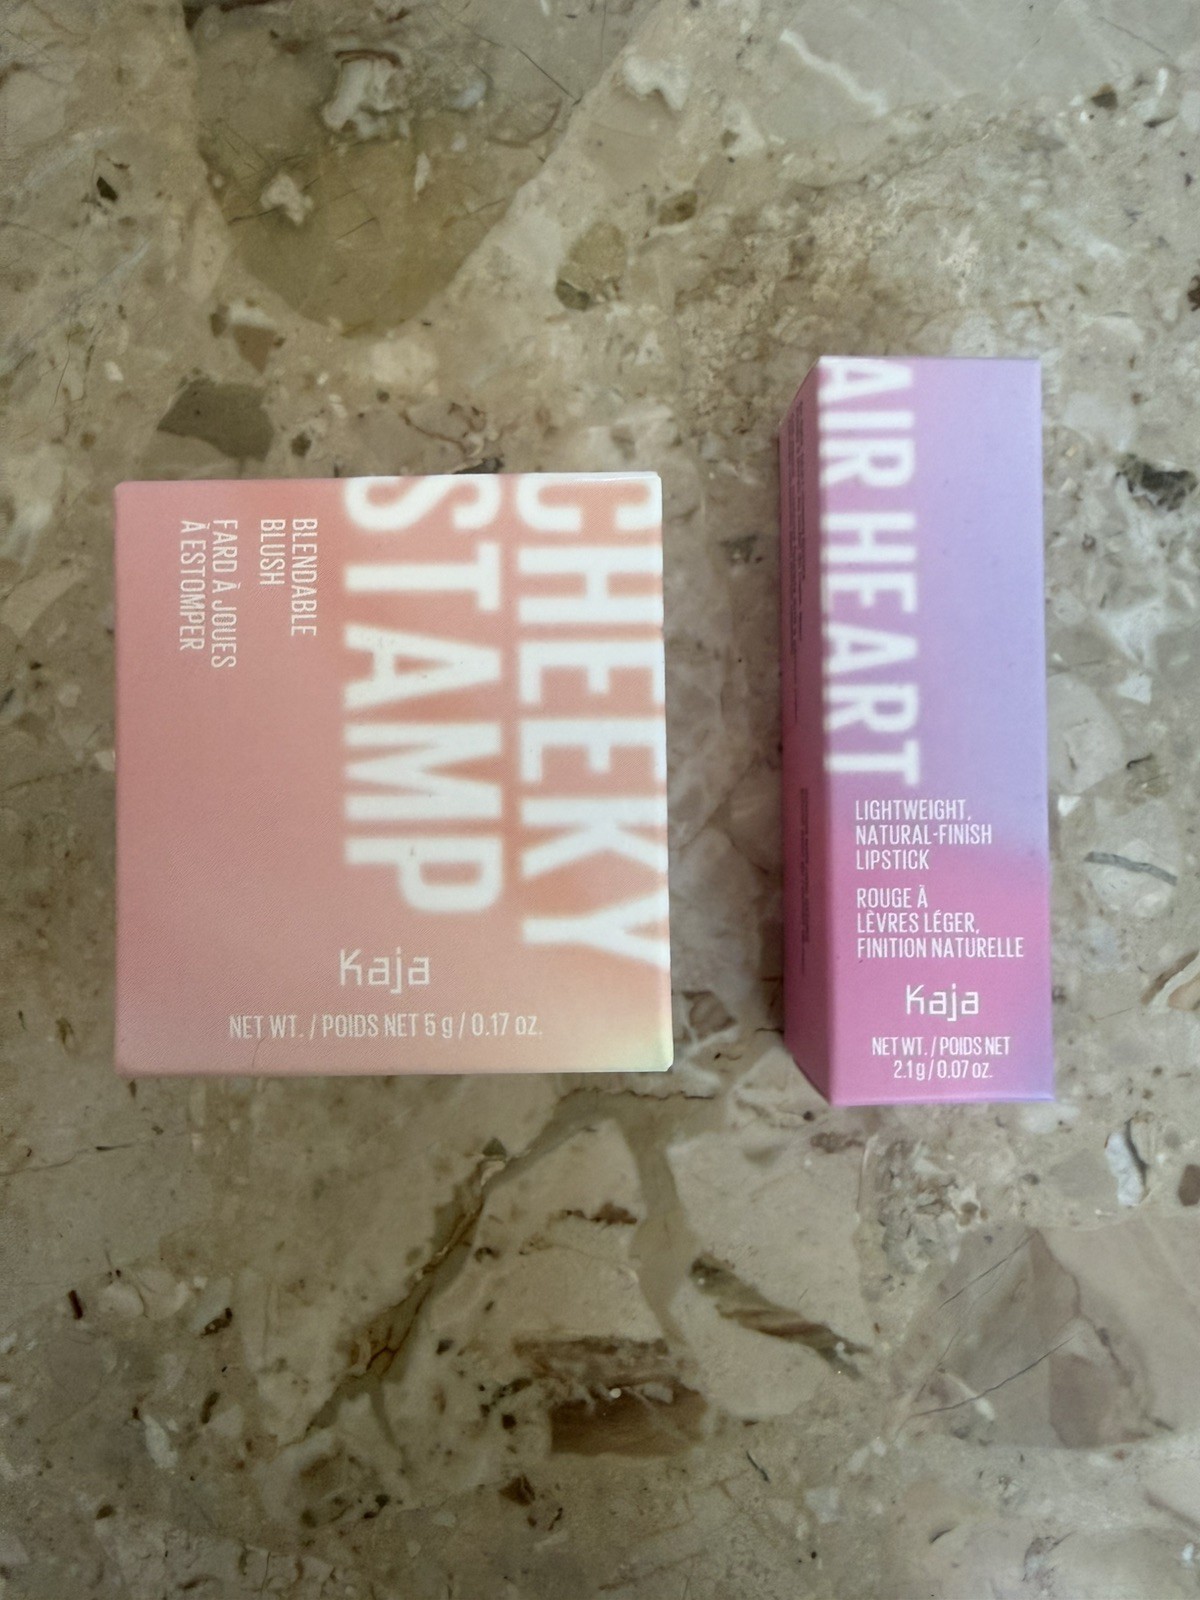 CHEEKY
STAMP
BLENDABLE
BLUSH
FARD À JOUES
À ESTOMPER
Kaja
NET WT. / POIDS NET 5 g / 0.17 oz.
AIR HEART
LIGHTWEIGHT,
NATURAL-FINISH
LIPSTICK
ROUGE À
LÈVRES LÉGER,
FINITION NATURELLE
Kaja
NET WT. / POIDS NET
2.1 g / 0.07 oz.